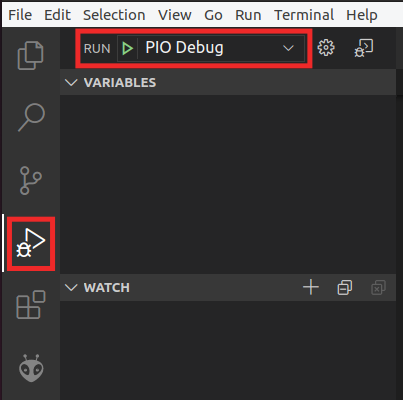 File Edit Selection View Go Run Terminal Help
RUN PIO Debug
VARIABLES
WATCH